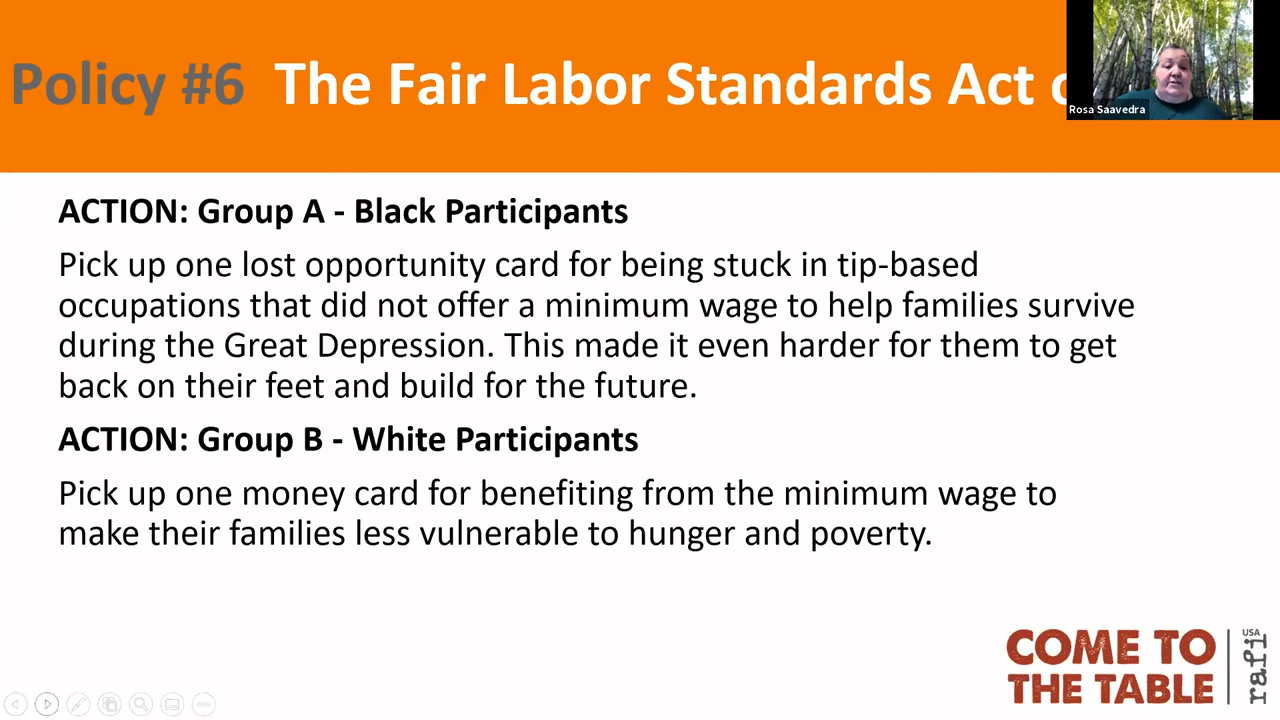 Policy #6 The Fair Labor Standards Act
Rosa Saavedra
ACTION: Group A - Black Participants
Pick up one lost opportunity card for being stuck in tip-based
occupations that did not offer a minimum wage to help families survive
during the Great Depression. This made it even harder for them to get
back on their feet and build for the future.
ACTION: Group B - White Participants
Pick up one money card for benefiting from the minimum wage to
make their families less vulnerable to hunger and poverty.
COME TO
THE TABLE
rafi
USA